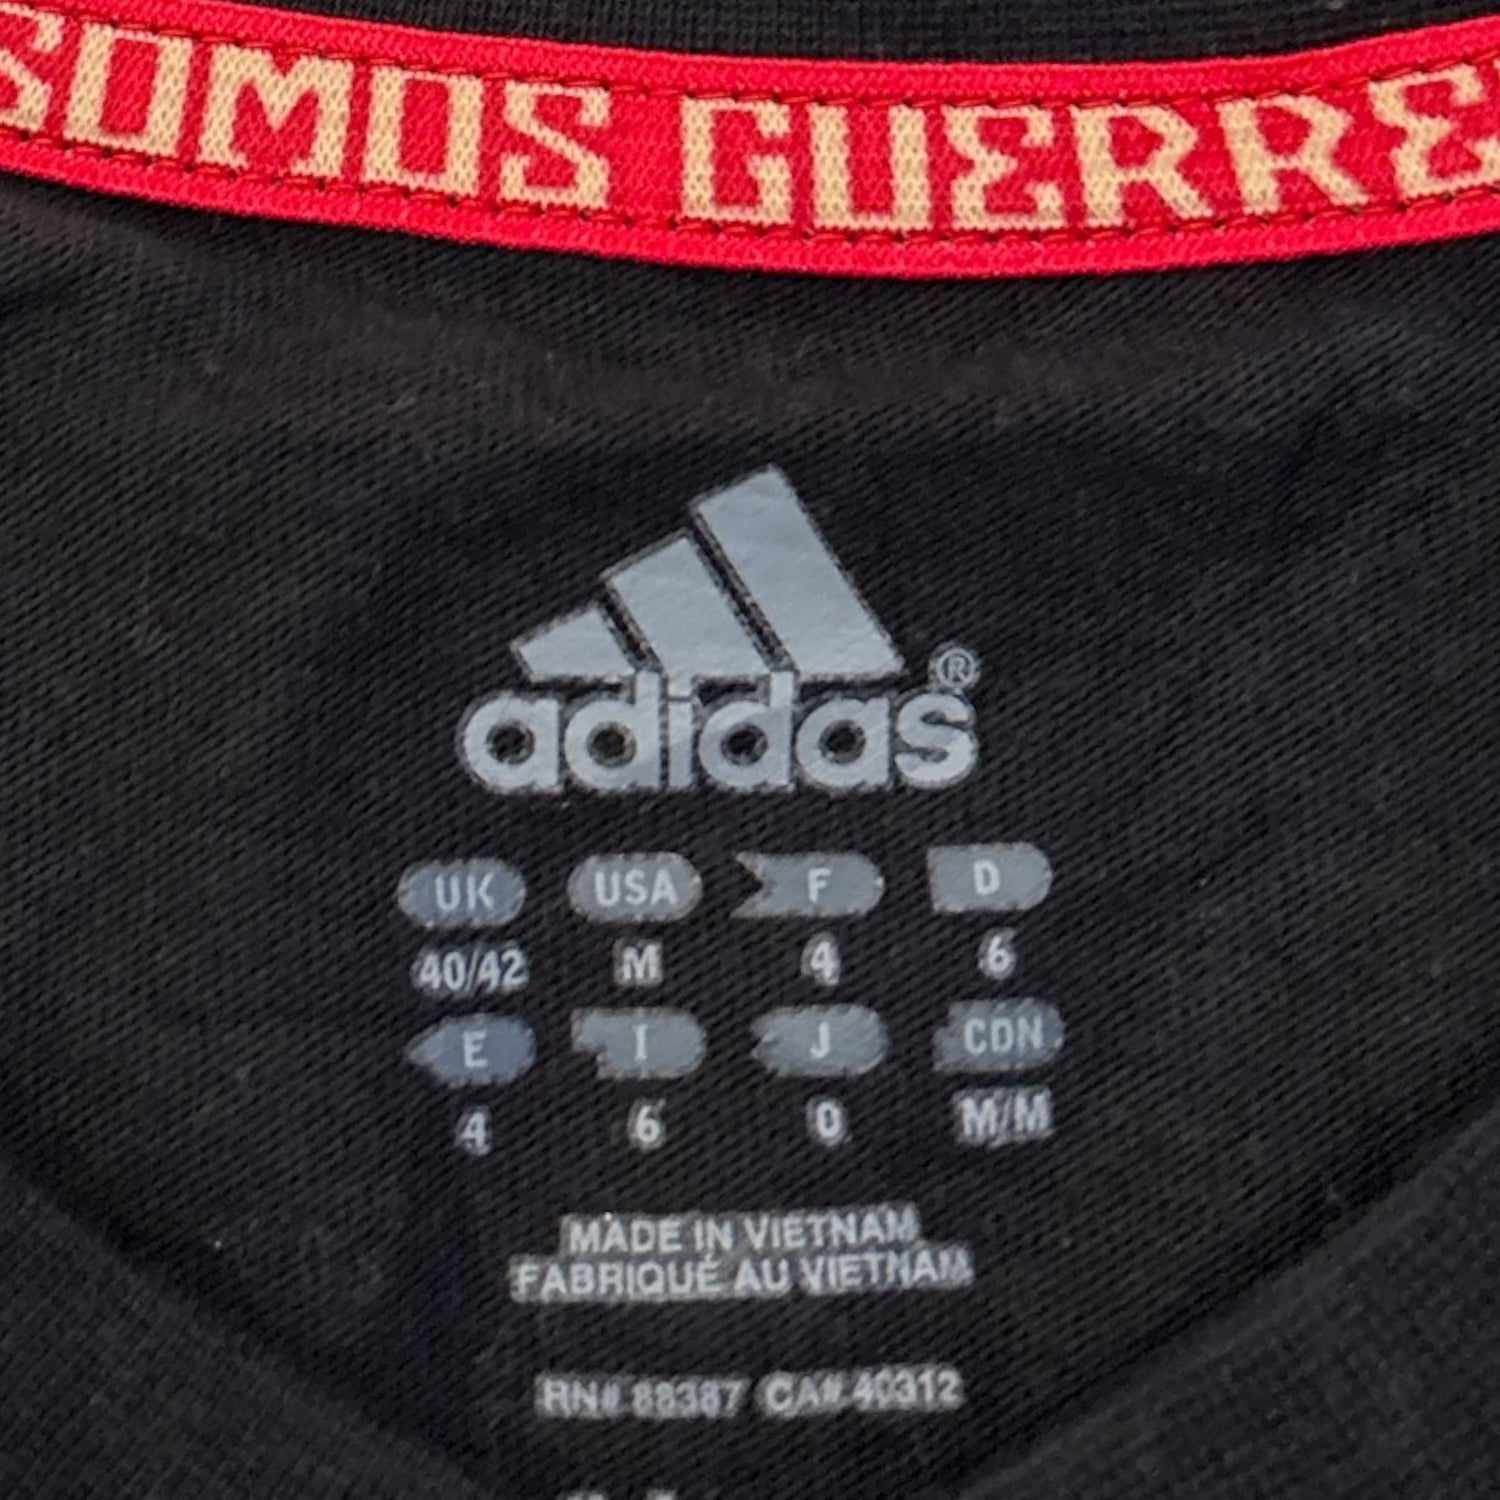 SOMOS GUERRE
adidas®
UK USA F D
40/42 M 4 6
E I J CDN
4 6 O M/M
MADE IN VIETNAM
FABRIQUÉ AU VIETNAM
RN# 88387 CA# 40312